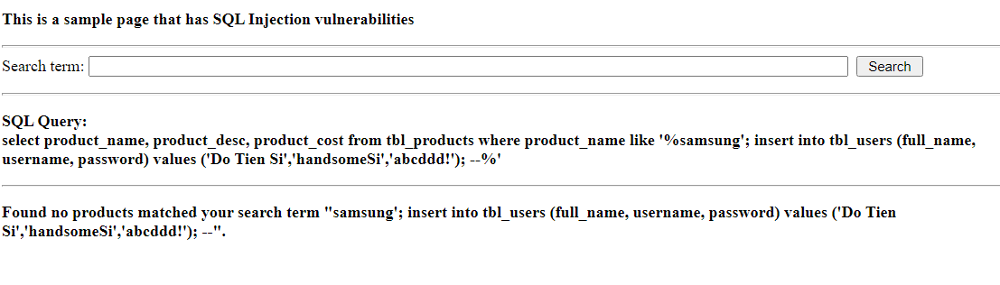 This is a sample page that has SQL Injection vulnerabilities
Search term: Search
SQL Query:
select product_name, product_desc, product_cost from tbl_products where product_name like '%samsung'; insert into tbl_users (full_name,
username, password) values ('Do Tien Si','handsomeSi','abcddd!'); --%'
Found no products matched your search term "samsung'; insert into tbl_users (full_name, username, password) values ('Do Tien
Si','handsomeSi','abcddd!'); --".